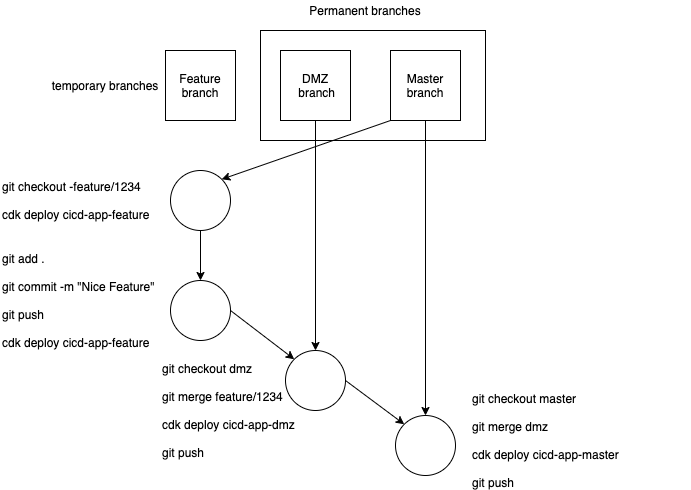 Permanent branches
temporary branches
Feature
branch
DMZ
branch
Master
branch
git checkout -feature/1234
cdk deploy cicd-app-feature
git add .
git commit -m "Nice Feature"
git push
cdk deploy cicd-app-feature
git checkout dmz
git merge feature/1234
cdk deploy cicd-app-dmz
git push
git checkout master
git merge dmz
cdk deploy cicd-app-master
git push